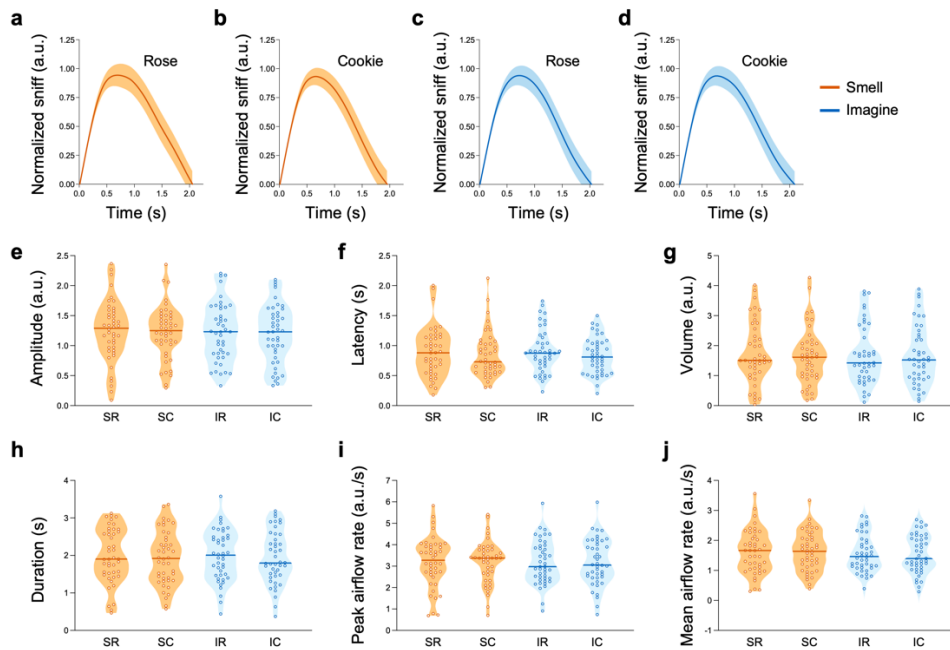 a
Normalized sniff (a.u.)
1.25
1.00
0.75
0.50
0.25
0.00
Rose
0.0 0.5 1.0 1.5 2.0
Time (s)
b
Normalized sniff (a.u.)
1.25
1.00
0.75
0.50
0.25
0.00
Cookie
0.0 0.5 1.0 1.5 2.0
Time (s)
c
Normalized sniff (a.u.)
1.25
1.00
0.75
0.50
0.25
0.00
Rose
0.0 0.5 1.0 1.5 2.0
Time (s)
d
Normalized sniff (a.u.)
1.25
1.00
0.75
0.50
0.25
0.00
Cookie
0.0 0.5 1.0 1.5 2.0
Time (s)
Smell
Imagine
e
Amplitude (a.u.)
2.5
2.0
1.5
1.0
0.5
0.0
SR SC IR IC
f
Latency (s)
2.5
2.0
1.5
1.0
0.5
0.0
SR SC IR IC
g
Volume (a.u.)
5
4
3
2
1
0
SR SC IR IC
h
Duration (s)
4
3
2
1
0
SR SC IR IC
i
Peak airflow rate (a.u./s)
7
6
5
4
3
2
1
0
SR SC IR IC
j
Mean airflow rate (a.u./s)
4
3
2
1
0
-1
SR SC IR IC